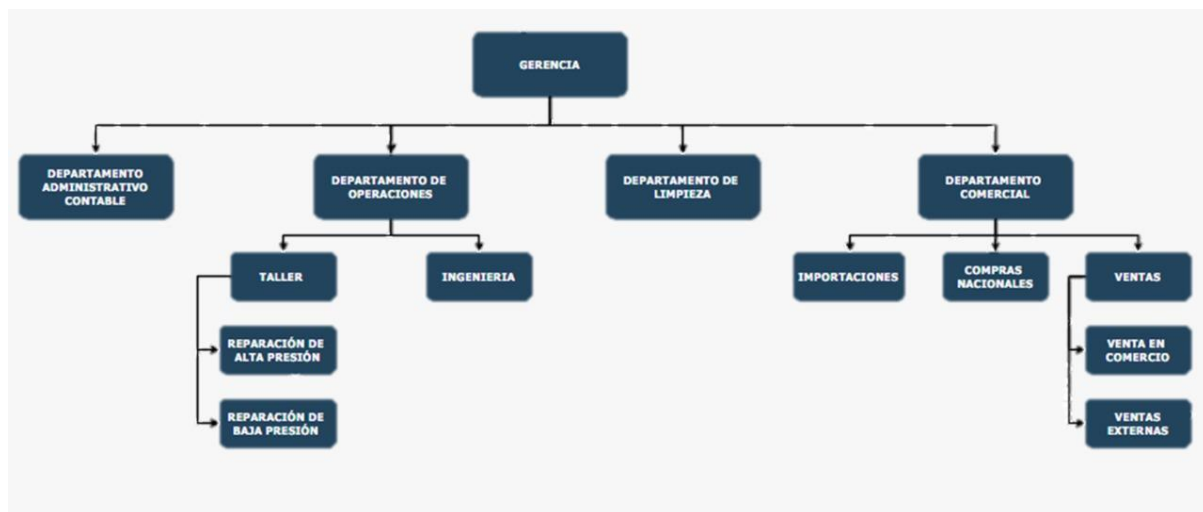 GERENCIA
DEPARTAMENTO
ADMINISTRATIVO
CONTABLE
DEPARTAMENTO DE
OPERACIONES
DEPARTAMENTO DE
LIMPIEZA
DEPARTAMENTO
COMERCIAL
TALLER
INGENIERIA
IMPORTACIONES
COMPRAS
NACIONALES
VENTAS
REPARACIÓN DE
ALTA PRESIÓN
VENTA EN
COMERCIO
REPARACIÓN DE
BAJA PRESIÓN
VENTAS
EXTERNAS